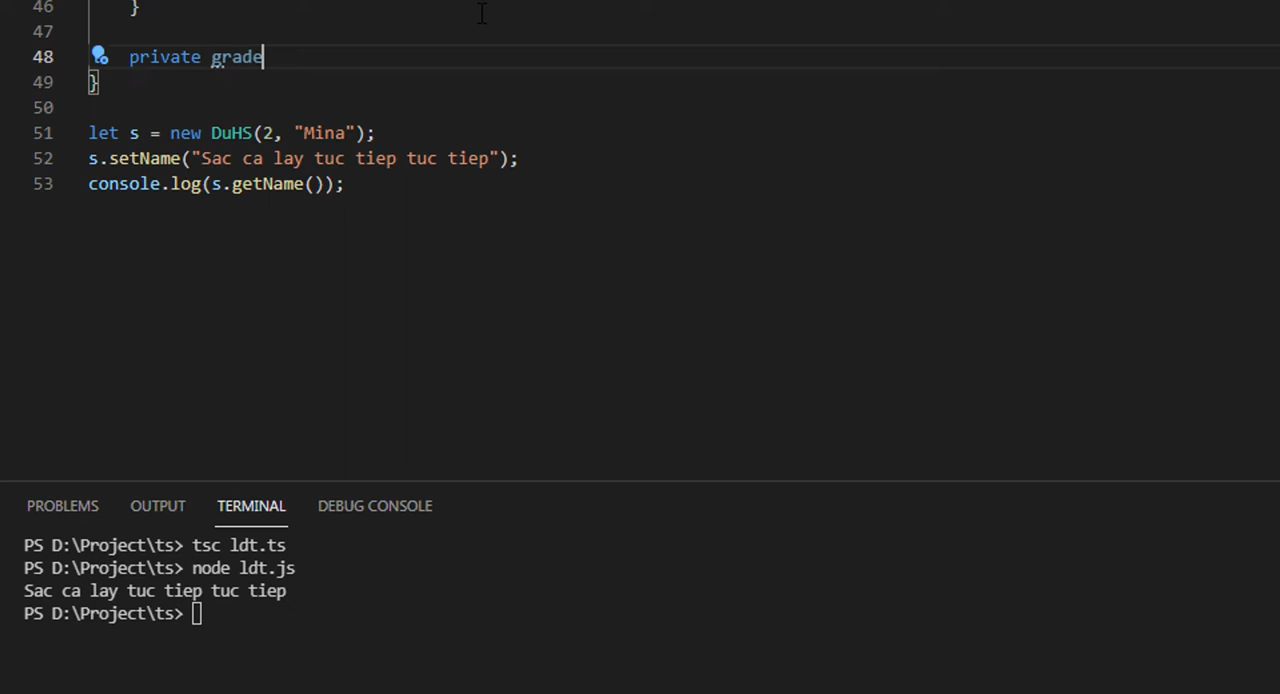 46 }
47
48 private grade
49 }
50
51 let s = new DuHS(2, "Mina");
52 s.setName("Sac ca lay tuc tiep tuc tiep");
53 console.log(s.getName());
PROBLEMS OUTPUT TERMINAL DEBUG CONSOLE
PS D:\Project\ts> tsc ldt.ts
PS D:\Project\ts> node ldt.js
Sac ca lay tuc tiep tuc tiep
PS D:\Project\ts>